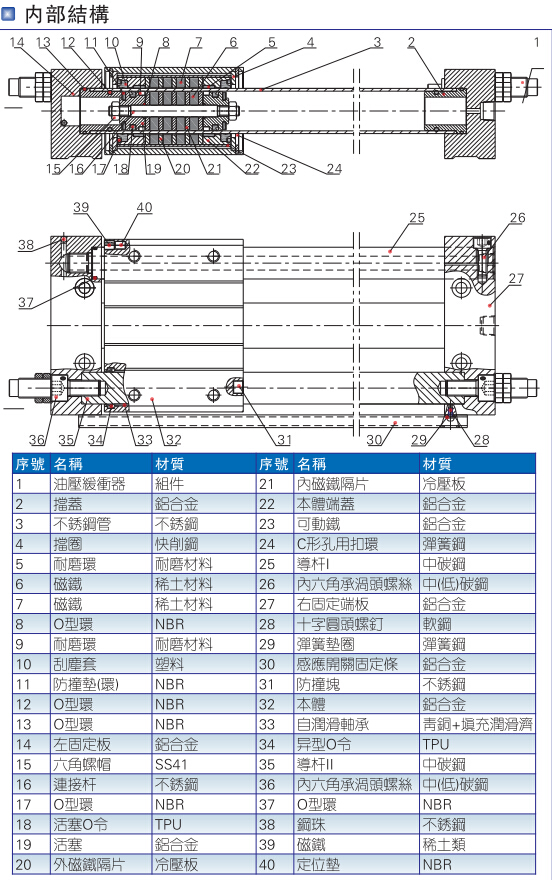 内部結構
14 13 12 11 10 9 8 7 6 5 4 3 2 1
15 16 17 18 19 20 21 22 23 24
39 40 25 26
38
27
37
36 35 34 33 32 31 30 29 28
序號 名稱 材質 序號 名稱 材質
1 油壓緩衝器 組件 21 內磁鐵隔片 冷壓板
2 擋蓋 鋁合金 22 本體端蓋 鋁合金
3 不銹鋼管 不銹鋼 23 可動鐵 鋁合金
4 擋圈 快削鋼 24 C形孔用扣環 彈簧鋼
5 耐磨環 耐磨材料 25 導杆I 中碳鋼
6 磁鐵 稀土材料 26 內六角承渦頭螺絲 中(低)碳鋼
7 磁鐵 稀土材料 27 右固定端板 鋁合金
8 O型環 NBR 28 十字圓頭螺釘 軟鋼
9 耐磨環 耐磨材料 29 彈簧墊圈 彈簧鋼
10 刮塵套 塑料 30 感應開關固定條 鋁合金
11 防撞墊(環) NBR 31 防撞塊 不銹鋼
12 O型環 NBR 32 本體 鋁合金
13 O型環 NBR 33 自潤滑軸承 青銅+填充潤滑濟
14 左固定板 鋁合金 34 异型O令 TPU
15 六角螺帽 SS41 35 導杆II 中碳鋼
16 連接杆 不銹鋼 36 內六角承渦頭螺絲 中(低)碳鋼
17 O型環 NBR 37 O型環 NBR
18 活塞O令 TPU 38 鋼珠 不銹鋼
19 活塞 鋁合金 39 磁鐵 稀土類
20 外磁鐵隔片 冷壓板 40 定位墊 NBR